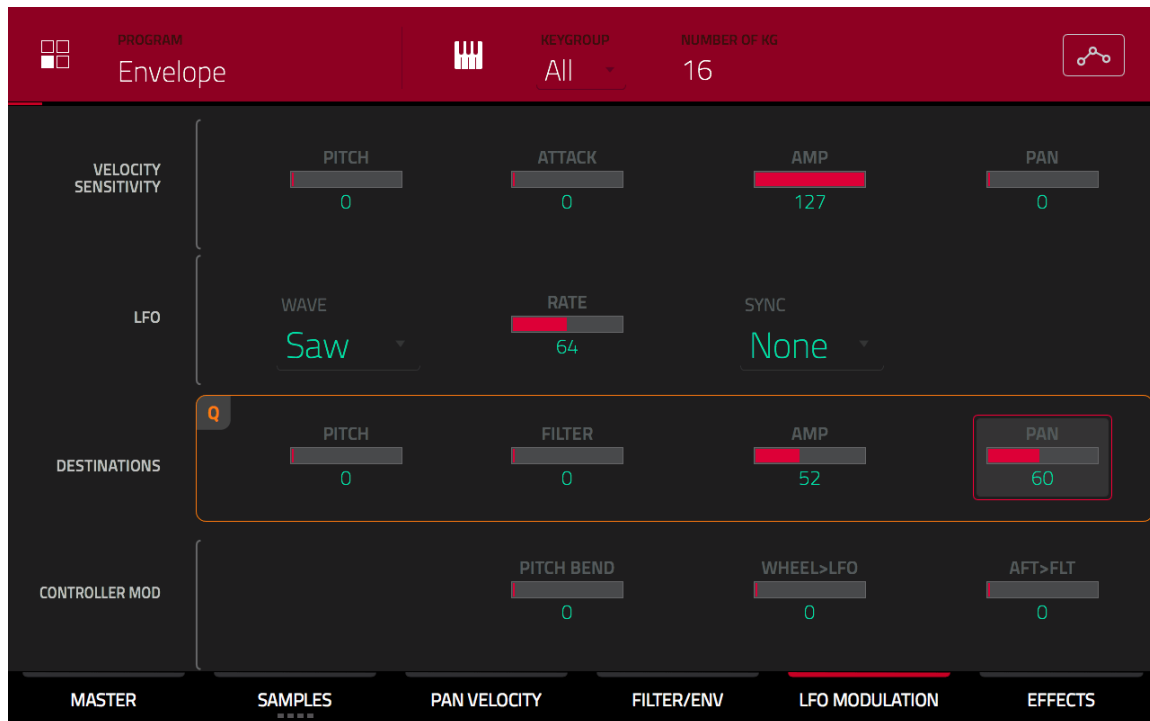 PROGRAM
KEYGROUP
NUMBER OF KG
Envelope
All
16
VELOCITY
SENSITIVITY
PITCH
ATTACK
AMP
PAN
0
0
127
0
LFO
WAVE
RATE
SYNC
Saw
64
None
Q
DESTINATIONS
PITCH
FILTER
AMP
PAN
0
0
52
60
CONTROLLER MOD
PITCH BEND
WHEEL>LFO
AFT>FLT
0
0
0
MASTER
SAMPLES
PAN VELOCITY
FILTER/ENV
LFO MODULATION
EFFECTS